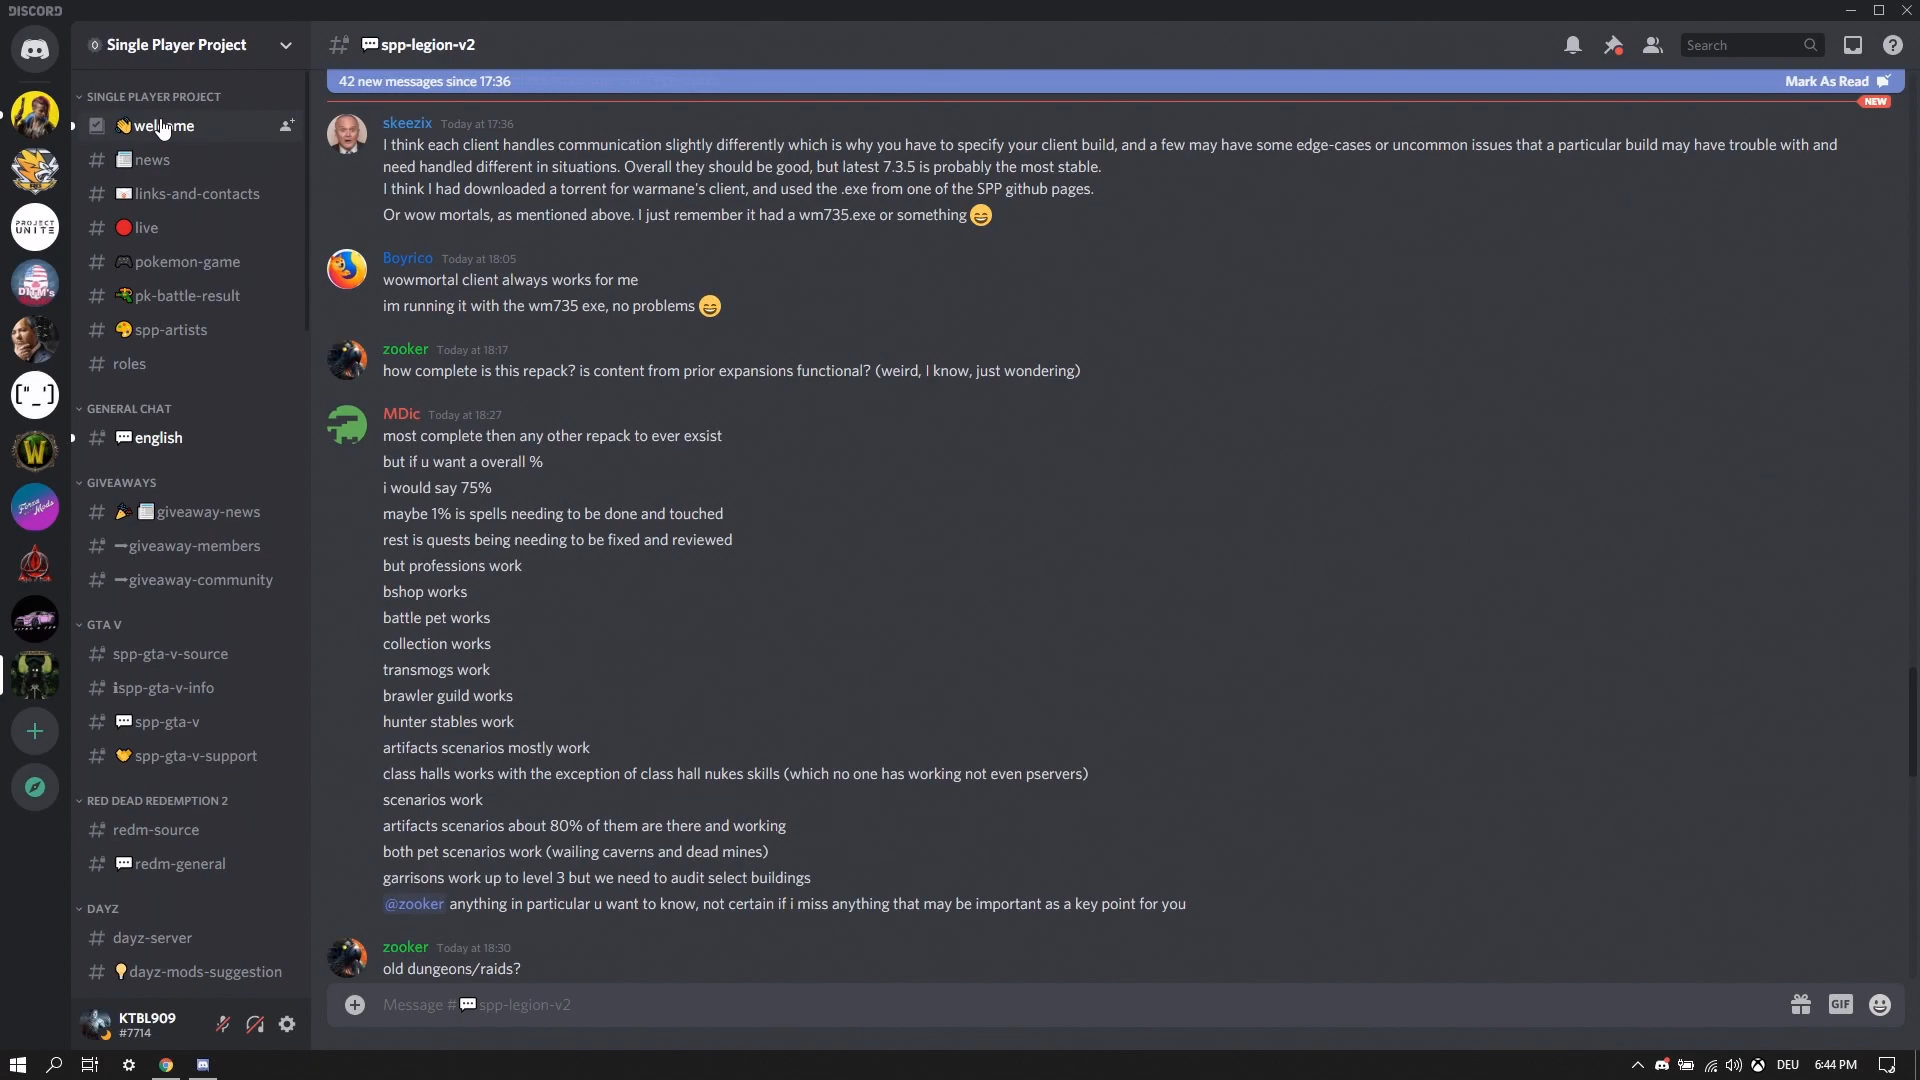 DISCORD
Single Player Project
spp-legion-v2
Search
42 new messages since 17:36
Mark As Read
NEW
SINGLE PLAYER PROJECT
welcome
news
links-and-contacts
live
pokemon-game
pk-battle-result
spp-artists
roles
GENERAL CHAT
english
GIVEAWAYS
giveaway-news
giveaway-members
giveaway-community
GTA V
spp-gta-v-source
spp-gta-v-info
spp-gta-v
spp-gta-v-support
RED DEAD REDEMPTION 2
redm-source
redm-general
DAYZ
dayz-server
dayz-mods-suggestion
KTBL909
#7714
PROJECT
UNITE
DITM's
Forza
Mods
["_']
W
skeezix Today at 17:36
I think each client handles communication slightly differently which is why you have to specify your client build, and a few may have some edge-cases or uncommon issues that a particular build may have trouble with and
need handled different in situations. Overall they should be good, but latest 7.3.5 is probably the most stable.
I think I had downloaded a torrent for warmane's client, and used the .exe from one of the SPP github pages.
Or wow mortals, as mentioned above. I just remember it had a wm735.exe or something
Boyrico Today at 18:05
wowmortal client always works for me
im running it with the wm735 exe, no problems
zooker Today at 18:17
how complete is this repack? is content from prior expansions functional? (weird, I know, just wondering)
MDic Today at 18:27
most complete then any other repack to ever exsist
but if u want a overall %
i would say 75%
maybe 1% is spells needing to be done and touched
rest is quests being needing to be fixed and reviewed
but professions work
bshop works
battle pet works
collection works
transmogs work
brawler guild works
hunter stables work
artifacts scenarios mostly work
class halls works with the exception of class hall nukes skills (which no one has working not even pservers)
scenarios work
artifacts scenarios about 80% of them are there and working
both pet scenarios work (wailing caverns and dead mines)
garrisons work up to level 3 but we need to audit select buildings
@zooker anything in particular u want to know, not certain if i miss anything that may be important as a key point for you
zooker Today at 18:30
old dungeons/raids?
Message #spp-legion-v2
GIF
DEU
6:44 PM